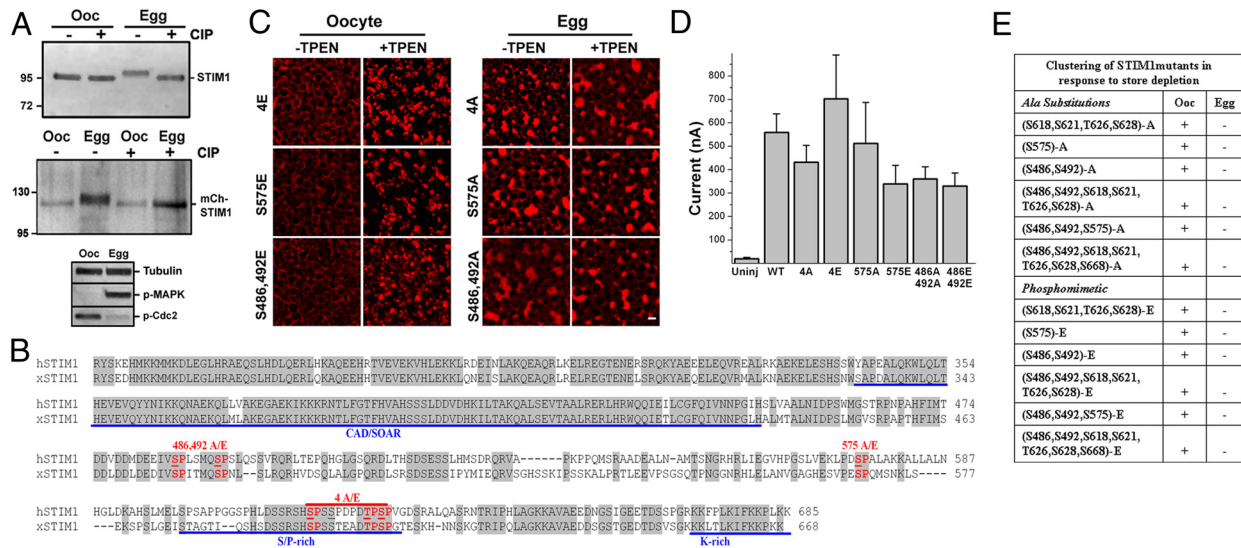 A
Ooc Egg
- + - + CIP
95
72
STIM1
Ooc Egg Ooc Egg
- - + + CIP
130
95
mCh-
STIM1
Ooc Egg
Tubulin
p-MAPK
p-Cdc2
C
Oocyte Egg
-TPEN +TPEN -TPEN +TPEN
4E 4A
S575E S575A
S486,492E S486,492A
D
Current (nA)
900
800
700
600
500
400
300
200
100
Uninj WT 4A 4E 575A 575E 486A 486E
492A 492E
E
Clustering of STIM1mutants in
response to store depletion
Ala Substitutions Ooc Egg
(S618,S621,T626,S628)-A + -
(S575)-A + -
(S486,S492)-A + -
(S486,S492,S618,S621,
T626,S628)-A + -
(S486,S492,S575)-A + -
(S486,S492,S618,S621,
T626,S628,S668)-A + -
Phosphomimetic
(S618,S621,T626,S628)-E + -
(S575)-E + -
(S486,S492)-E + -
(S486,S492,S618,S621,
T626,S628)-E + -
(S486,S492,S575)-E + -
(S486,S492,S618,S621,
T626,S628,S668)-E + -
B
hSTIM1 RYSKEHMKKMMKDLEGLHRAEQSLHDLQERLHKAQEEHRTVEVEKVHLEKKLRDEINLAKQEAQRLKELREGTENERSRQKYAEEELEQVREALRKAEKELESHSSWYAPEALQKWLQLT 354
xSTIM1 343
hSTIM1 HEVEVQYYNIKKQNAEKQLLVAKEGAEKIKKKRNTLFGTFHVAHSSSLDDVDHKILTAKQALSEVTAALRERLHRWQQIEILCGFQIVNNPGIHSLVAALNIDPSWMGSTRPNPAHFIMT 474
xSTIM1 463
CAD/SOAR
486,492 A/E 575 A/E
hSTIM1 587
xSTIM1 577
4 A/E
hSTIM1 685
xSTIM1 668
S/P-rich K-rich